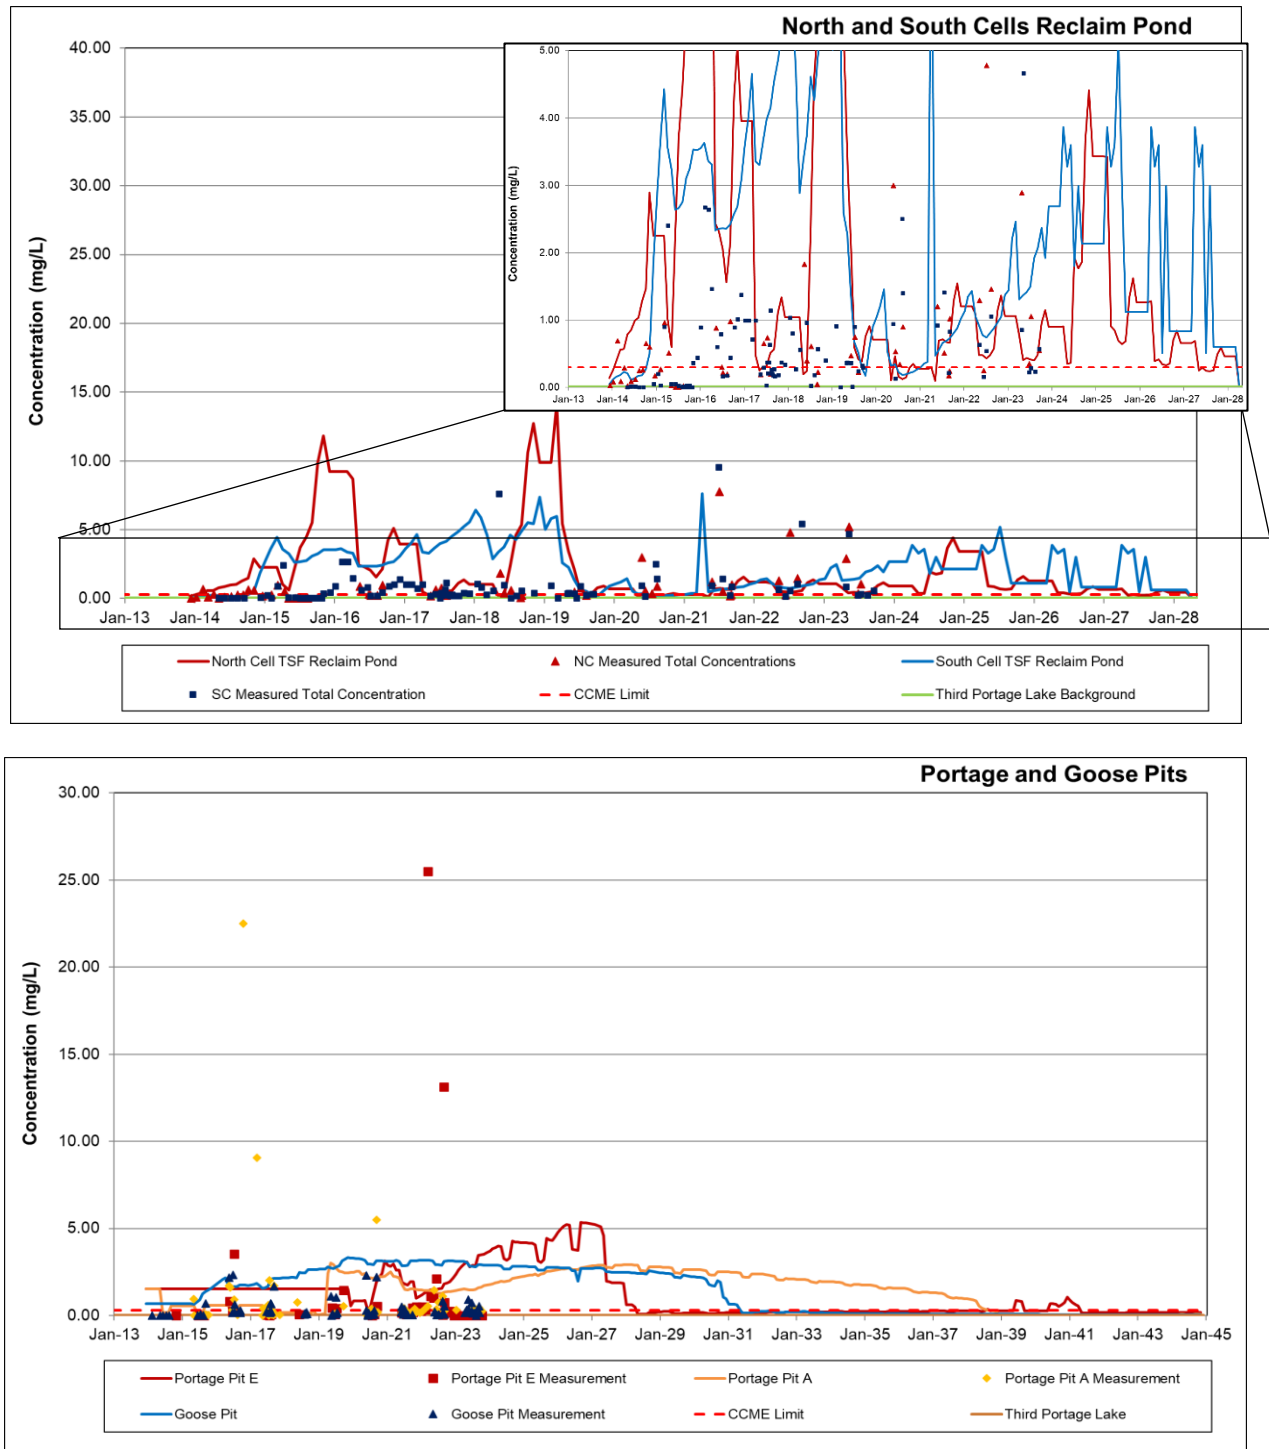 North and South Cells Reclaim Pond
40.00
35.00
30.00
25.00
20.00
15.00
10.00
5.00
0.00
Concentration (mg/L)
Jan-13 Jan-14 Jan-15 Jan-16 Jan-17 Jan-18 Jan-19 Jan-20 Jan-21 Jan-22 Jan-23 Jan-24 Jan-25 Jan-26 Jan-27 Jan-28
5.00
4.00
3.00
2.00
1.00
0.00
Concentration (mg/L)
Jan-13 Jan-14 Jan-15 Jan-16 Jan-17 Jan-18 Jan-19 Jan-20 Jan-21 Jan-22 Jan-23 Jan-24 Jan-25 Jan-26 Jan-27 Jan-28
North Cell TSF Reclaim Pond NC Measured Total Concentrations South Cell TSF Reclaim Pond
SC Measured Total Concentration CCME Limit Third Portage Lake Background
Portage and Goose Pits
30.00
25.00
20.00
15.00
10.00
5.00
0.00
Concentration (mg/L)
Jan-13 Jan-15 Jan-17 Jan-19 Jan-21 Jan-23 Jan-25 Jan-27 Jan-29 Jan-31 Jan-33 Jan-35 Jan-37 Jan-39 Jan-41 Jan-43 Jan-45
Portage Pit E Portage Pit E Measurement Portage Pit A Portage Pit A Measurement
Goose Pit Goose Pit Measurement CCME Limit Third Portage Lake